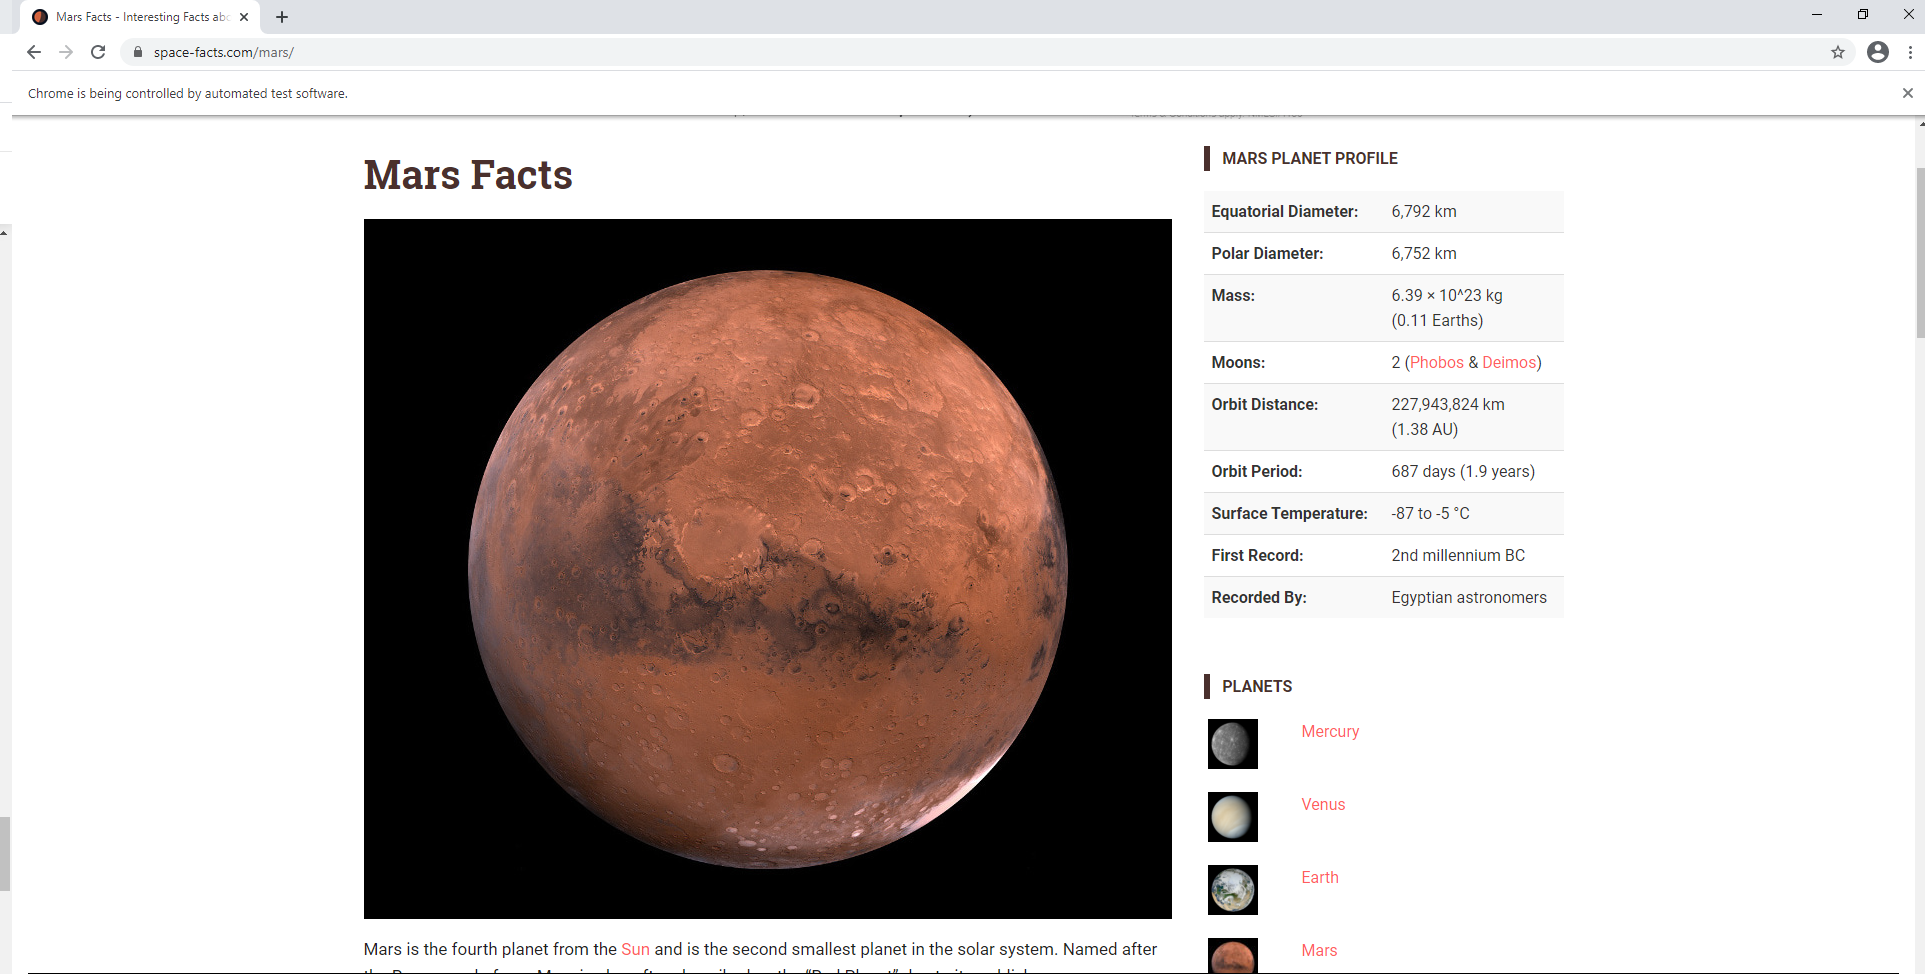 Mars Facts - Interesting Facts abo
space-facts.com/mars/
Chrome is being controlled by automated test software.
Mars Facts
Mars is the fourth planet from the Sun and is the second smallest planet in the solar system. Named after
MARS PLANET PROFILE
Equatorial Diameter: 6,792 km
Polar Diameter: 6,752 km
Mass: 6.39 × 10^23 kg
(0.11 Earths)
Moons: 2 (Phobos & Deimos)
Orbit Distance: 227,943,824 km
(1.38 AU)
Orbit Period: 687 days (1.9 years)
Surface Temperature: -87 to -5 °C
First Record: 2nd millennium BC
Recorded By: Egyptian astronomers
PLANETS
Mercury
Venus
Earth
Mars